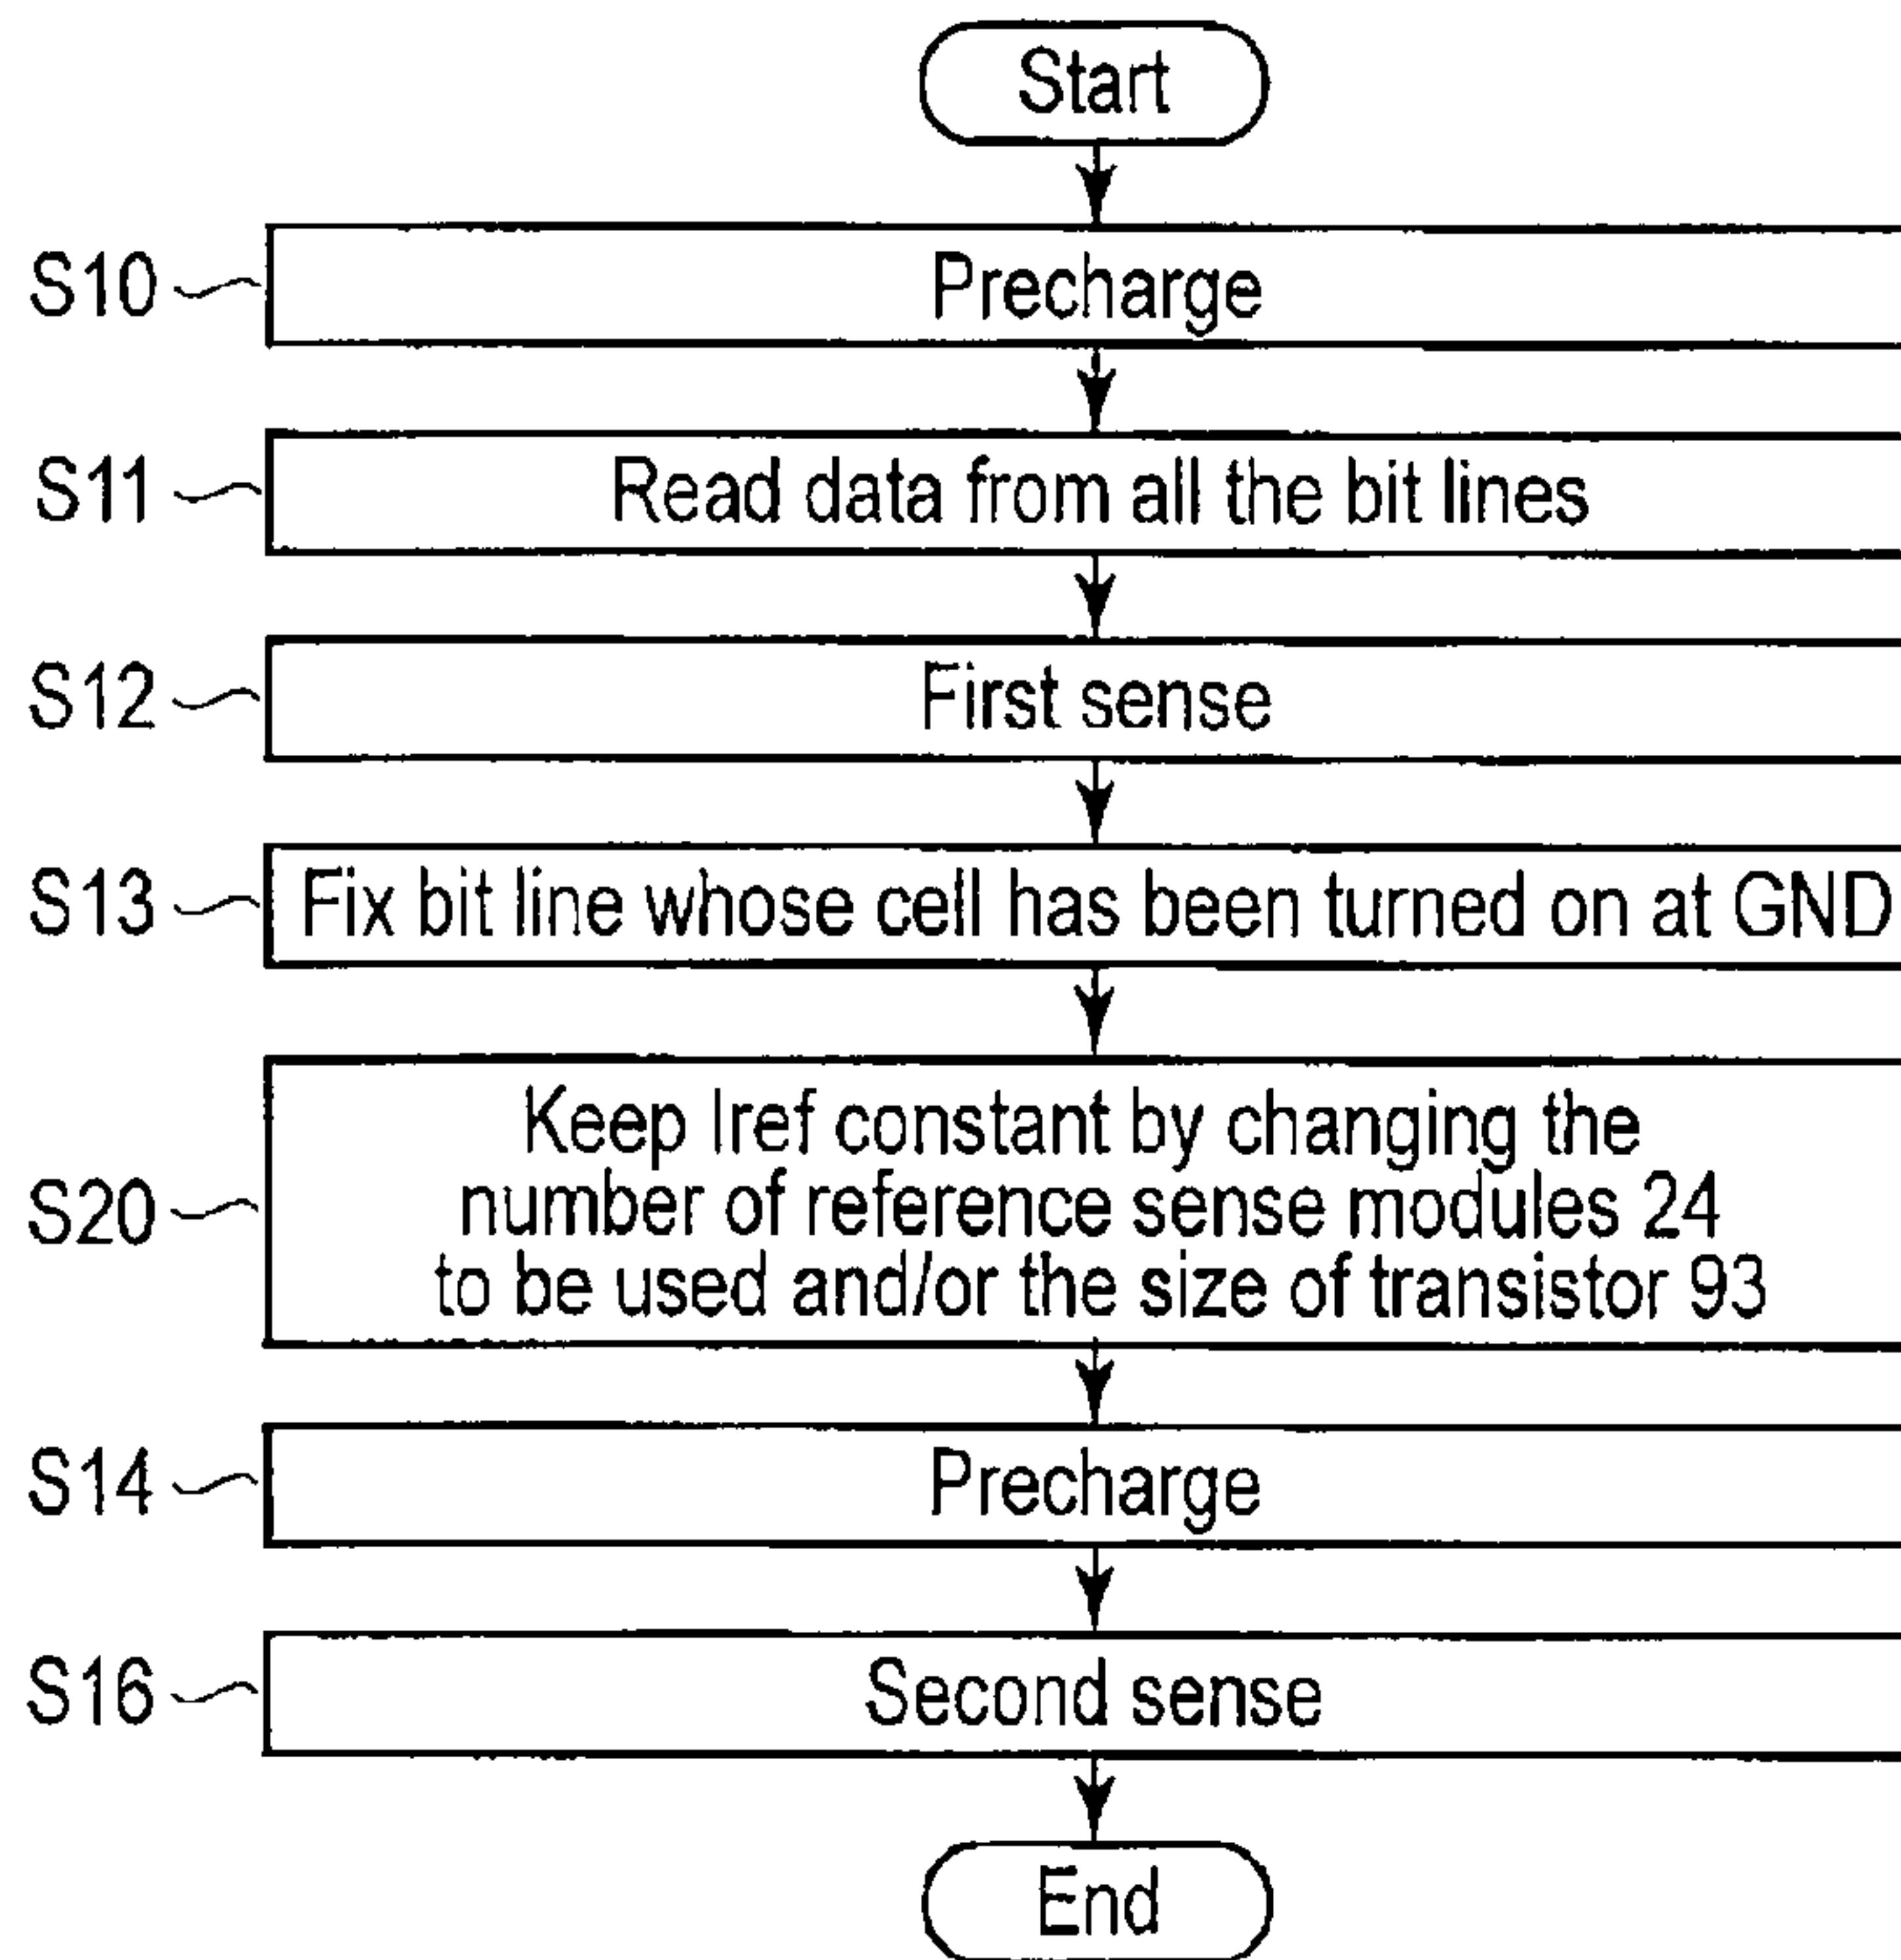 Start
S10 Precharge
S11 Read data from all the bit lines
S12 First sense
S13 Fix bit line whose cell has been turned on at GND
S20 Keep Iref constant by changing the
number of reference sense modules 24
to be used and/or the size of transistor 93
S14 Precharge
S16 Second sense
End